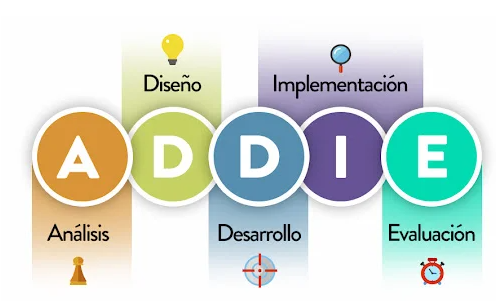 Diseño
Implementación
A D D I E
Análisis
Desarrollo
Evaluación